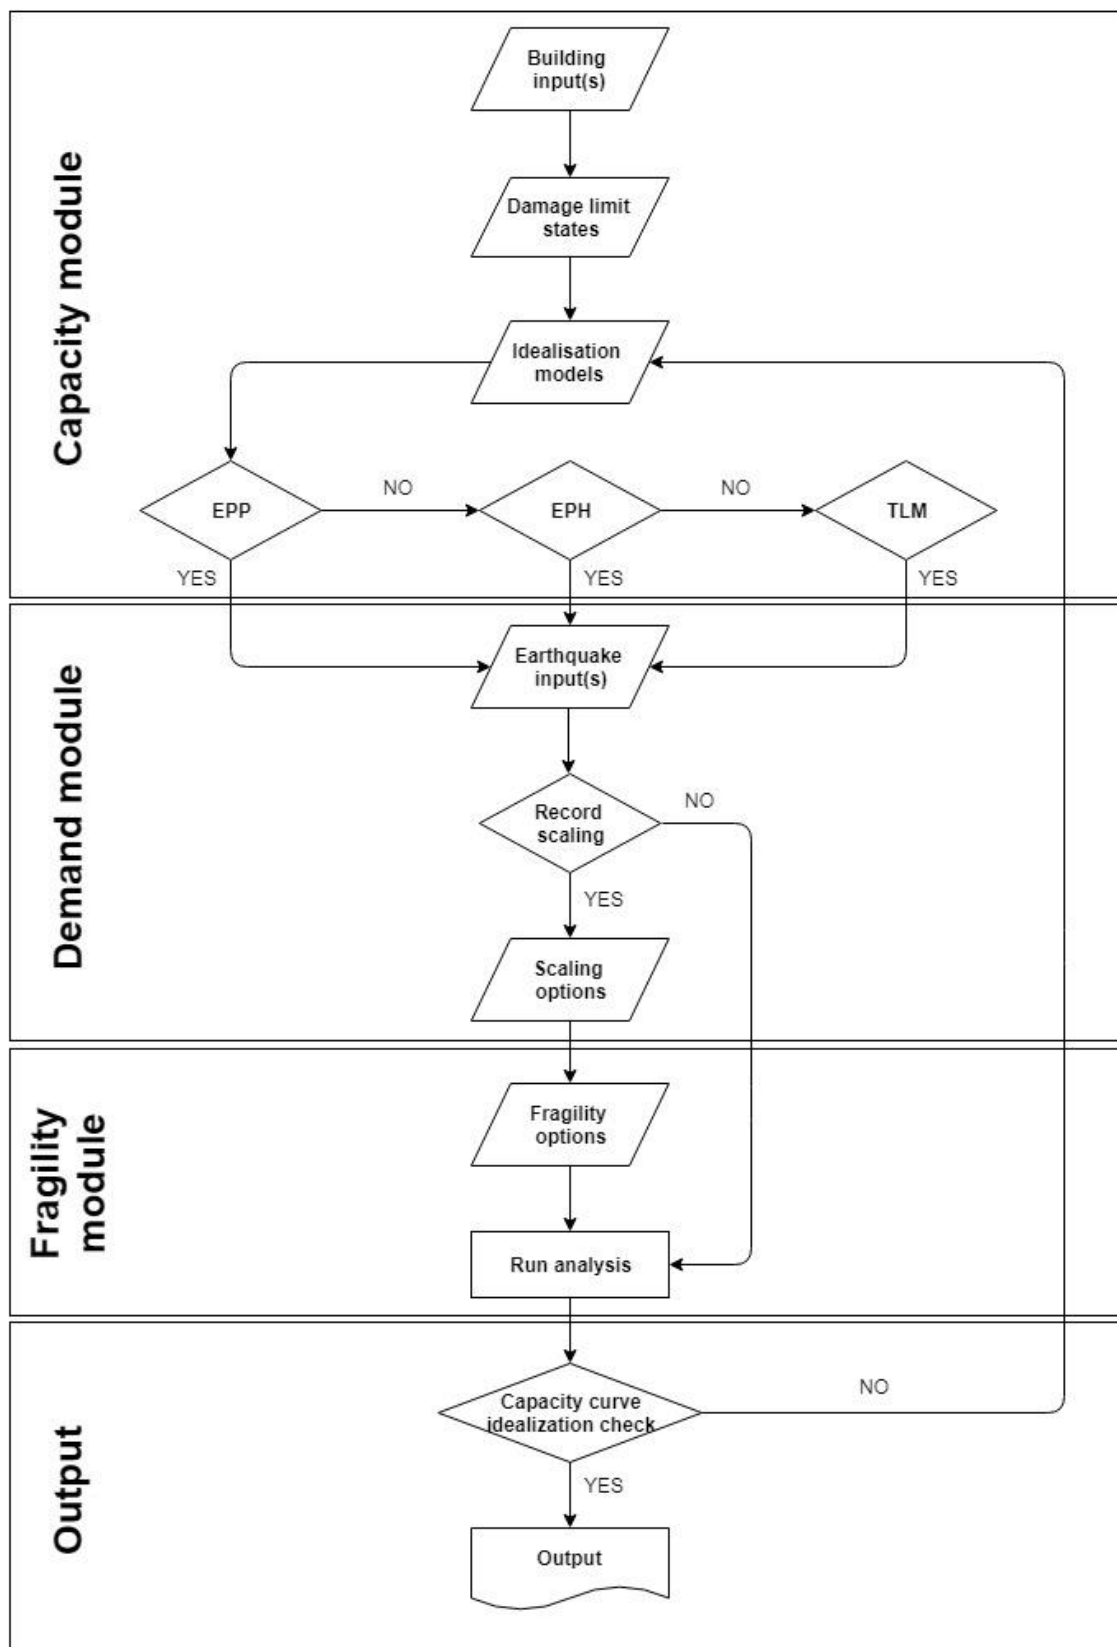 Capacity module
Building
input(s)
Damage limit
states
Idealisation
models
EPP
NO
EPH
NO
TLM
YES
YES
YES
Demand module
Earthquake
input(s)
Record
scaling
NO
YES
Scaling
options
Fragility
module
Fragility
options
Run analysis
Output
Capacity curve
idealization check
NO
YES
Output